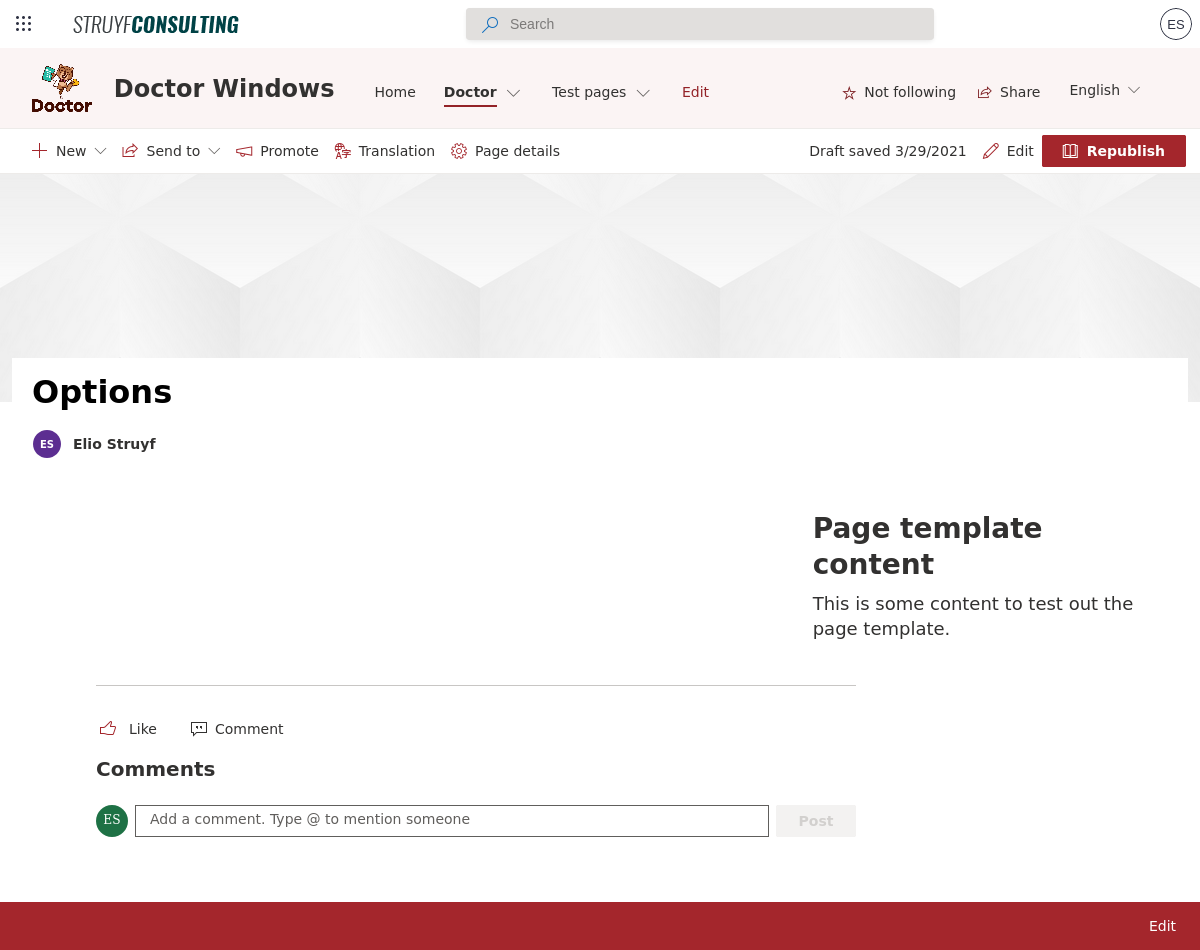 STRUYFCONSULTING
Search
ES
Doctor
Doctor Windows
Home
Doctor
Test pages
Edit
Not following
Share
English
New
Send to
Promote
Translation
Page details
Draft saved 3/29/2021
Edit
Republish
Options
ES
Elio Struyf
Page template
content
This is some content to test out the
page template.
Like
Comment
Comments
ES
Add a comment. Type @ to mention someone
Post
Edit